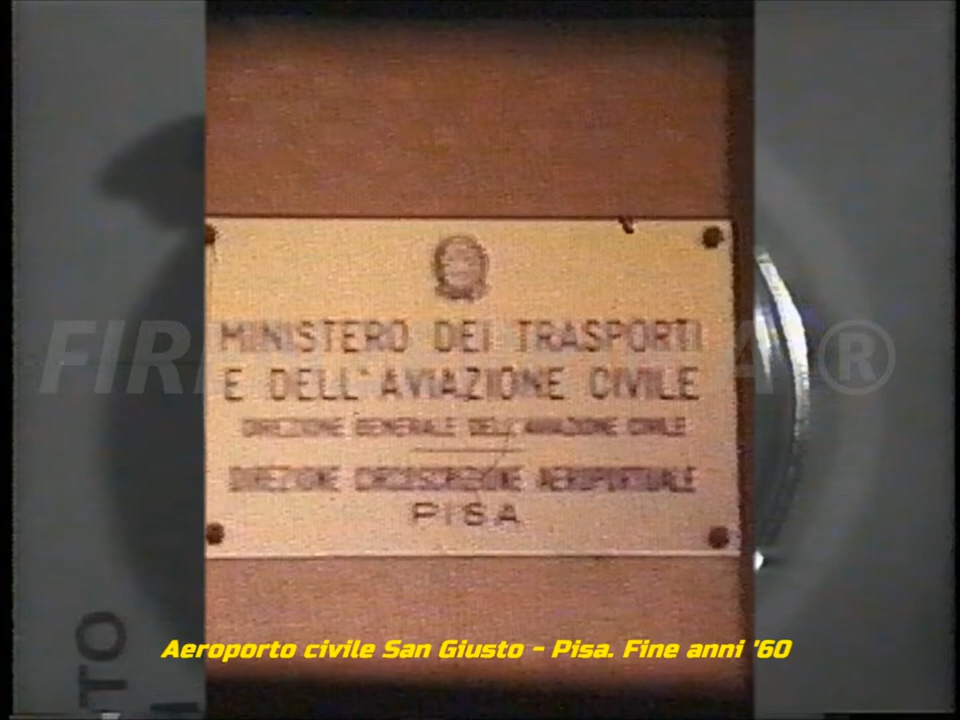 MINISTERO DEI TRASPORTI
E DELL'AVIAZIONE CIVILE
DIREZIONE GENERALE DELL'AVIAZIONE CIVILE
DIREZIONE CIRCOSCRIZIONE AEROPORTUALE
PISA
TO
Aeroporto civile San Giusto - Pisa. Fine anni '60